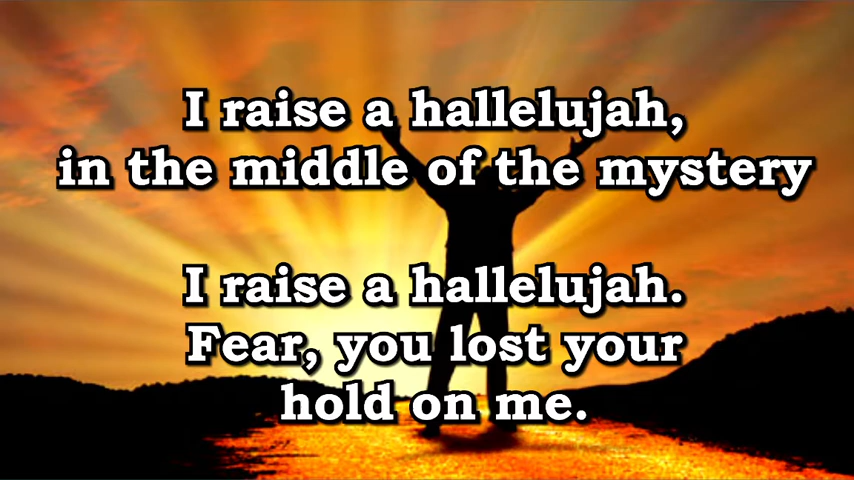 I raise a hallelujah,
in the middle of the mystery
I raise a hallelujah.
Fear, you lost your
hold on me.